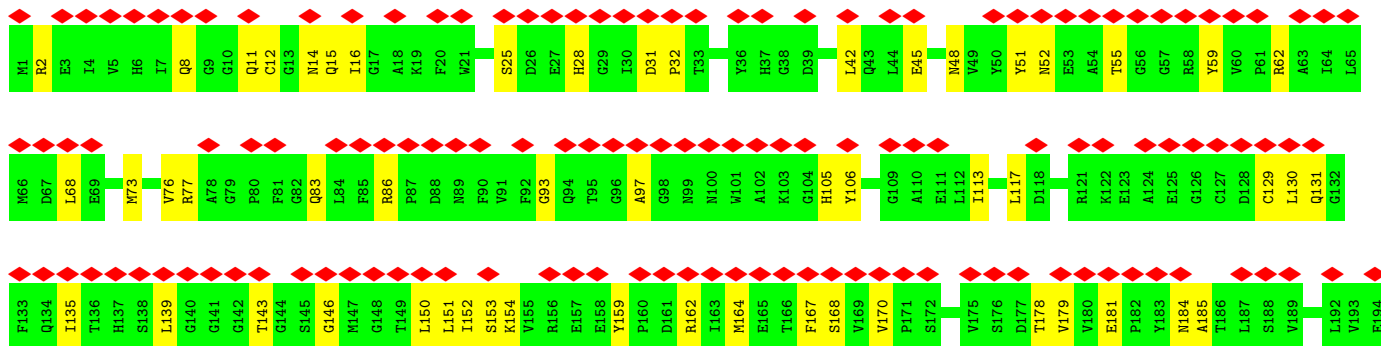 M1 R2 E3 I4 V5 H6 I7 Q8 G9 G10 Q11 C12 G13 N14 Q15 I16 G17 A18 K19 F20 W21 S25 D26 E27 H28 G29 I30 D31 P32 T33 Y36 H37 G38 D39 L42 Q43 L44 E45 N48 V49 Y50 Y51 N52 E53 A54 T55 G56 G57 R58 Y59 V60 P61 R62 A63 I64 L65
M66 D67 L68 E69 M73 V76 R77 A78 G79 P80 F81 G82 Q83 L84 F85 R86 P87 D88 N89 F90 V91 F92 G93 Q94 T95 G96 A97 G98 N99 N100 W101 A102 K103 G104 H105 Y106 G109 A110 E111 L112 I113 L117 D118 R121 K122 E123 A124 E125 G126 C127 D128 C129 L130 Q131 G132
F133 Q134 I135 T136 H137 S138 L139 G140 G141 G142 T143 G144 S145 G146 M147 G148 T149 L150 L151 I152 S153 K154 V155 R156 E157 E158 Y159 P160 D161 R162 I163 M164 E165 T166 F167 S168 V169 V170 P171 S172 V175 S176 D177 T178 V179 V180 E181 P182 Y183 N184 A185 T186 L187 S188 V189 L192 V193 E194